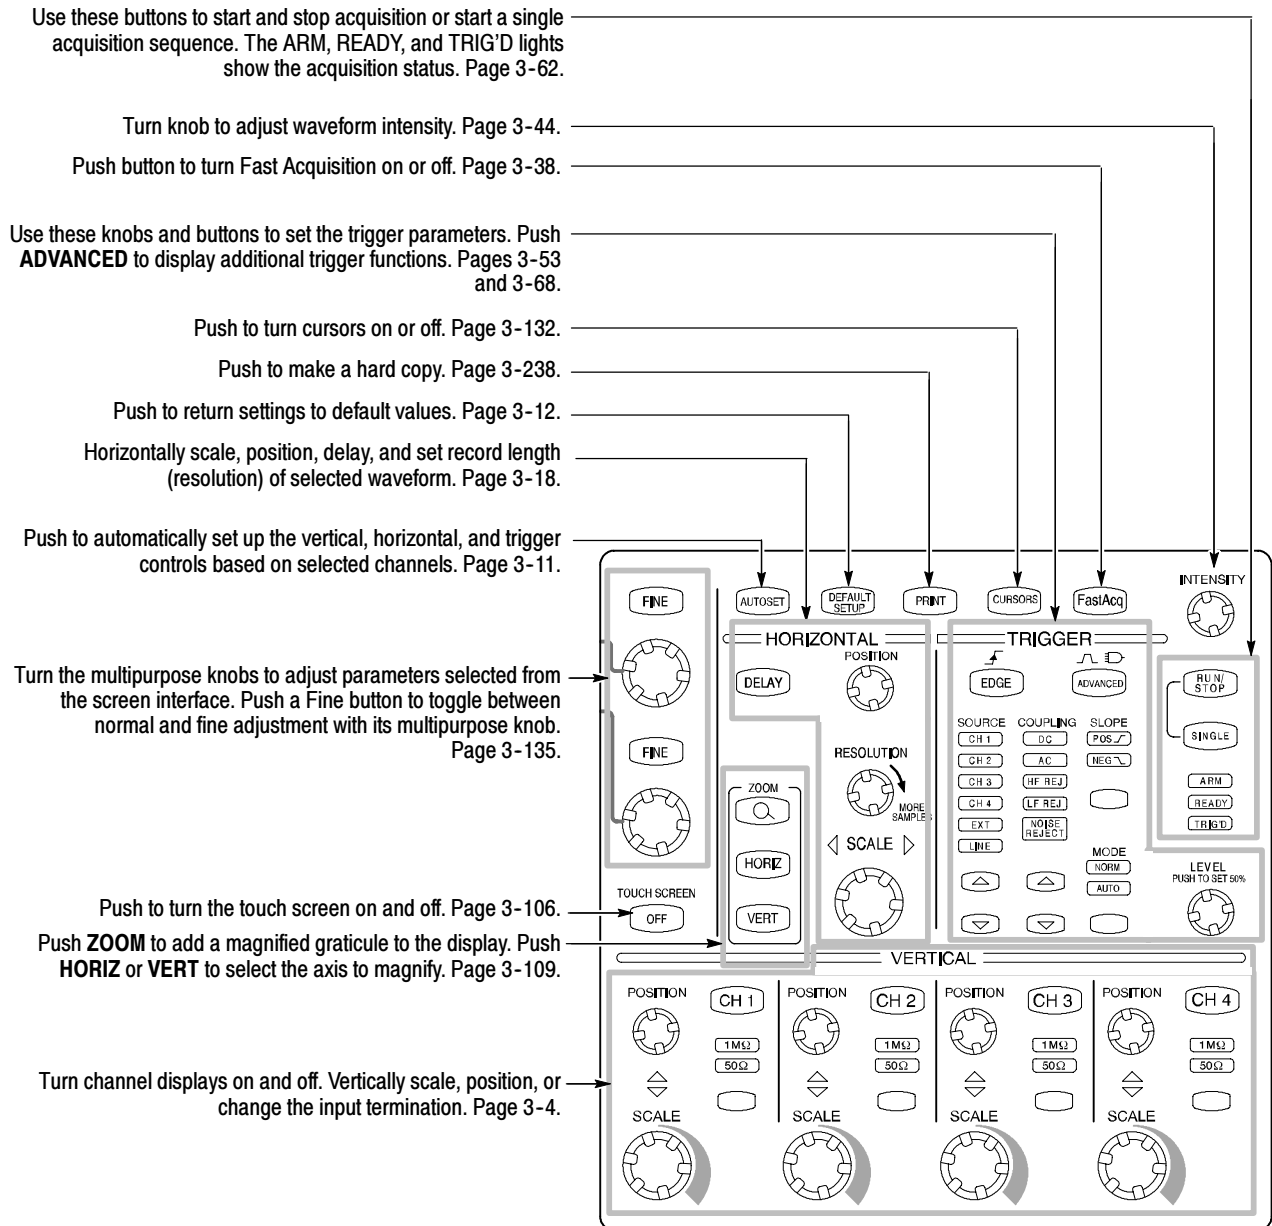 Use these buttons to start and stop acquisition or start a single
acquisition sequence. The ARM, READY, and TRIG’D lights
show the acquisition status. Page 3-62.
Turn knob to adjust waveform intensity. Page 3-44.
Push button to turn Fast Acquisition on or off. Page 3-38.
Use these knobs and buttons to set the trigger parameters. Push
ADVANCED to display additional trigger functions. Pages 3-53
and 3-68.
Push to turn cursors on or off. Page 3-132.
Push to make a hard copy. Page 3-238.
Push to return settings to default values. Page 3-12.
Horizontally scale, position, delay, and set record length
(resolution) of selected waveform. Page 3-18.
Push to automatically set up the vertical, horizontal, and trigger
controls based on selected channels. Page 3-11.
Turn the multipurpose knobs to adjust parameters selected from
the screen interface. Push a Fine button to toggle between
normal and fine adjustment with its multipurpose knob.
Page 3-135.
Push to turn the touch screen on and off. Page 3-106.
Push ZOOM to add a magnified graticule to the display. Push
HORIZ or VERT to select the axis to magnify. Page 3-109.
Turn channel displays on and off. Vertically scale, position, or
change the input termination. Page 3-4.
FINE
FINE
TOUCH SCREEN
OFF
AUTOSET
DEFAULT
SETUP
PRINT
CURSORS
FastAcq
INTENSITY
HORIZONTAL
POSITION
DELAY
RESOLUTION
MORE
SAMPLES
SCALE
ZOOM
HORIZ
VERT
TRIGGER
EDGE
ADVANCED
SOURCE
CH 1
CH 2
CH 3
CH 4
EXT
LINE
COUPLING
DC
AC
HF REJ
LF REJ
NOISE
REJECT
SLOPE
POS
NEG
MODE
NORM
AUTO
RUN/
STOP
SINGLE
ARM
READY
TRIG'D
LEVEL
PUSH TO SET 50%
VERTICAL
POSITION
CH 1
1MΩ
50Ω
SCALE
POSITION
CH 2
1MΩ
50Ω
SCALE
POSITION
CH 3
1MΩ
50Ω
SCALE
POSITION
CH 4
1MΩ
50Ω
SCALE